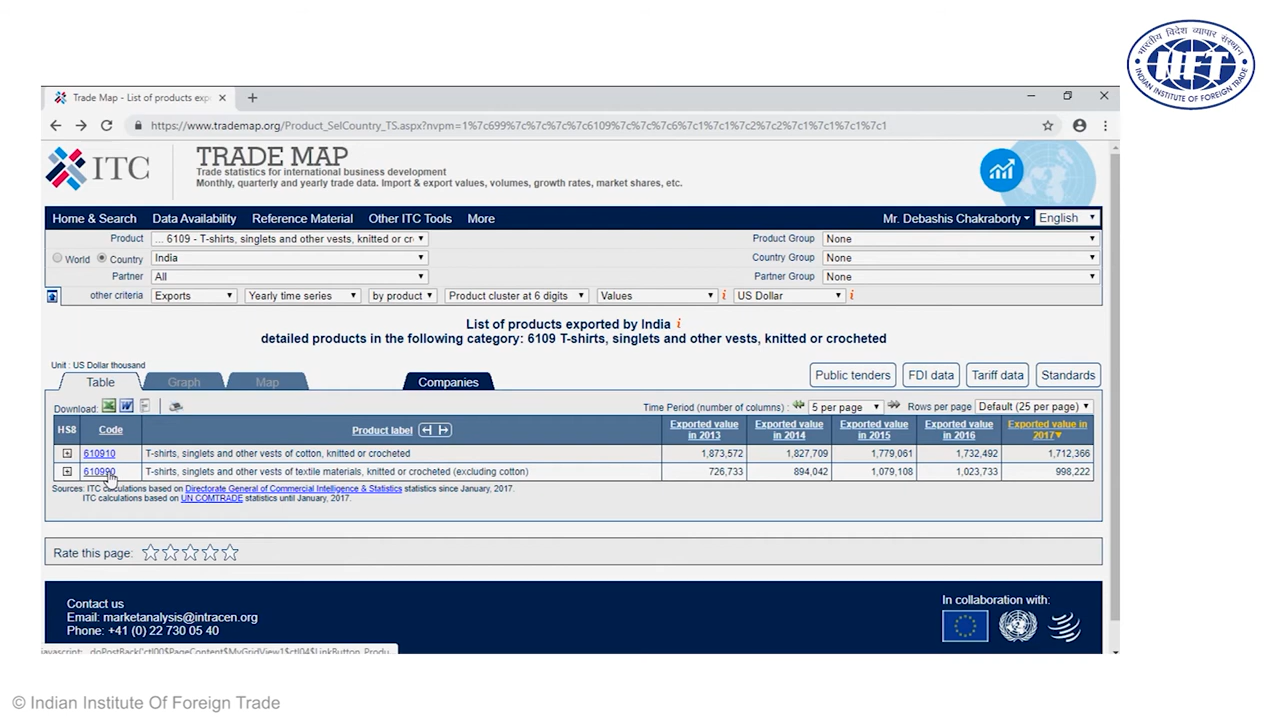 भारतीय विदेश व्यापार संस्थान
IIFT
INDIAN INSTITUTE OF FOREIGN TRADE
Trade Map - List of products exp
https://www.trademap.org/Product_SelCountry_TS.aspx?nvpm=1%7c699%7c%7c%7c%7c6109%7c%7c%7c6%7c1%7c1%7c2%7c2%7c1%7c1%7c1%7c1
ITC
TRADE MAP
Trade statistics for international business development
Monthly, quarterly and yearly trade data. Import & export values, volumes, growth rates, market shares, etc.
Home & Search Data Availability Reference Material Other ITC Tools More Mr. Debashis Chakraborty English
Product ... 6109 - T-shirts, singlets and other vests, knitted or cr Product Group None
World Country India Country Group None
Partner All Partner Group None
other criteria Exports Yearly time series by product Product cluster at 6 digits Values i US Dollar i
List of products exported by India i
detailed products in the following category: 6109 T-shirts, singlets and other vests, knitted or crocheted
Unit : US Dollar thousand
Table Graph Map Companies Public tenders FDI data Tariff data Standards
Download: Time Period (number of columns) : 5 per page Rows per page Default (25 per page)
HS8 Code Product label Exported value in 2013 Exported value in 2014 Exported value in 2015 Exported value in 2016 Exported value in 2017
610910 T-shirts, singlets and other vests of cotton, knitted or crocheted 1,873,572 1,827,709 1,779,061 1,732,492 1,712,366
610990 T-shirts, singlets and other vests of textile materials, knitted or crocheted (excluding cotton) 726,733 894,042 1,079,108 1,023,733 998,222
Sources: ITC calculations based on Directorate General of Commercial Intelligence & Statistics statistics since January, 2017.
ITC calculations based on UN COMTRADE statistics until January, 2017.
Rate this page:
Contact us
Email: marketanalysis@intracen.org
Phone: +41 (0) 22 730 05 40
In collaboration with:
javascript:__doPostBack('ctl00$PageContent$MyGridView1$ctl04$LinkButton_Produ...
© Indian Institute Of Foreign Trade